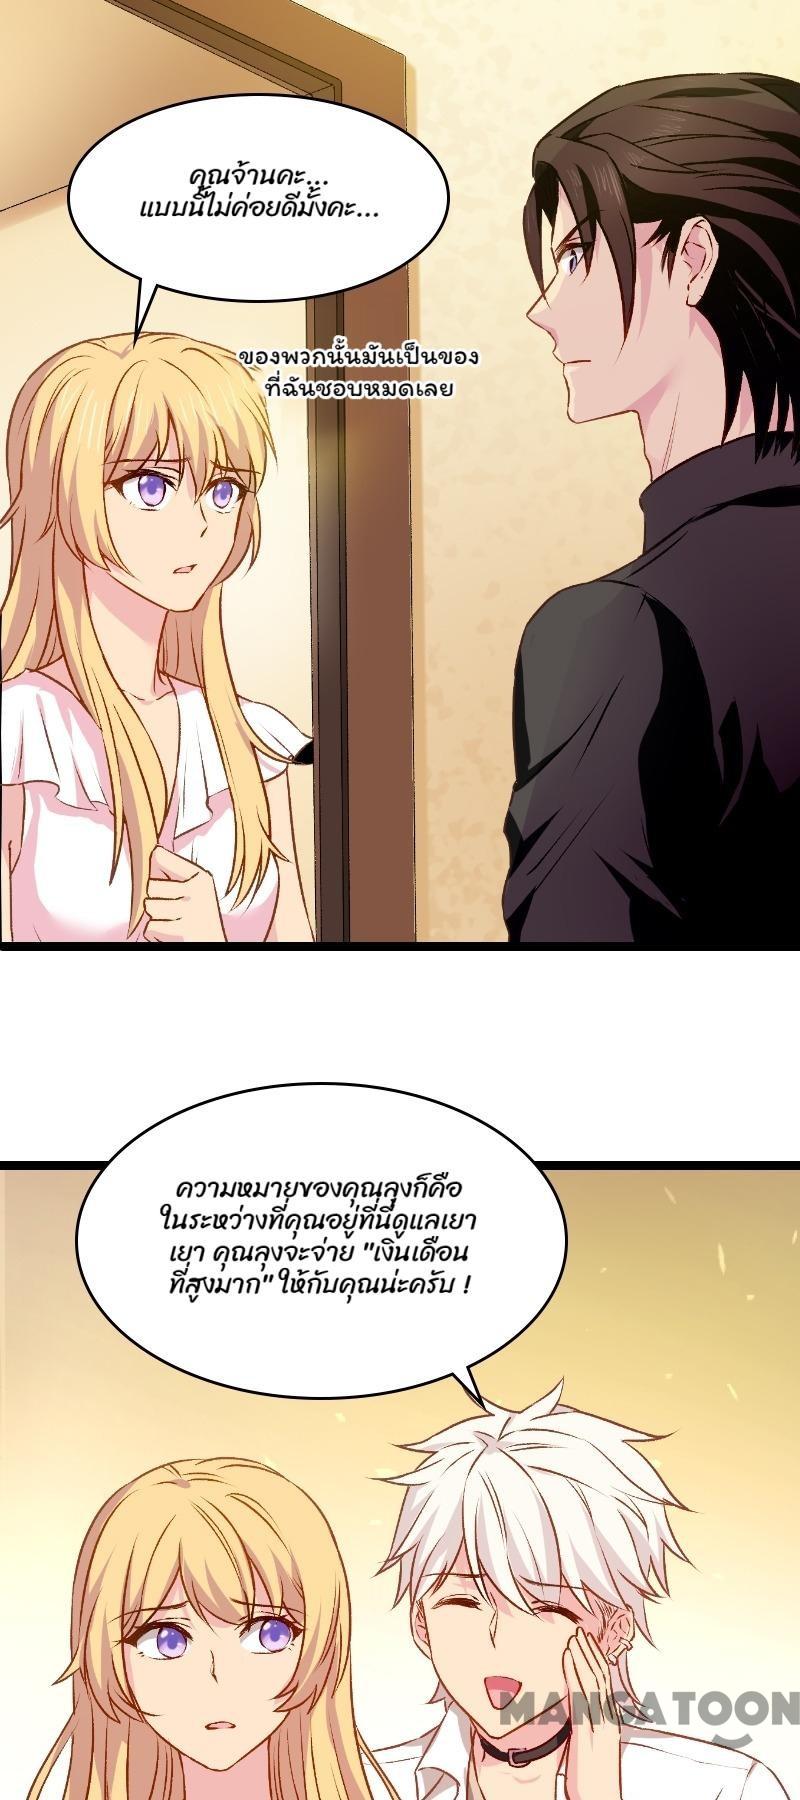 คุณจ้านคะ...
แบบนี้ไม่ค่อยดีมั้งคะ...
ของพวกนั้นมันเป็นของ
ที่ฉันชอบหมดเลย
ความหมายของคุณลุงก็คือ
ในระหว่างที่คุณอยู่ที่นี่ดูแลเยา
เยา คุณลุงจะจ่าย "เงินเดือน
ที่สูงมาก" ให้กับคุณน่ะครับ !
MANGATOON